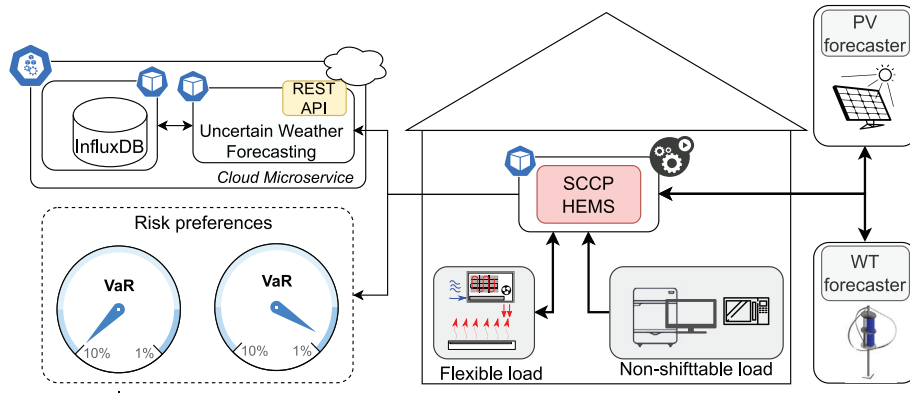 REST
API
InfluxDB
Uncertain Weather
Forecasting
Cloud Microservice
Risk preferences
VaR
10%
1%
VaR
10%
1%
SCCP
HEMS
Flexible load
Non-shifttable load
PV
forecaster
WT
forecaster